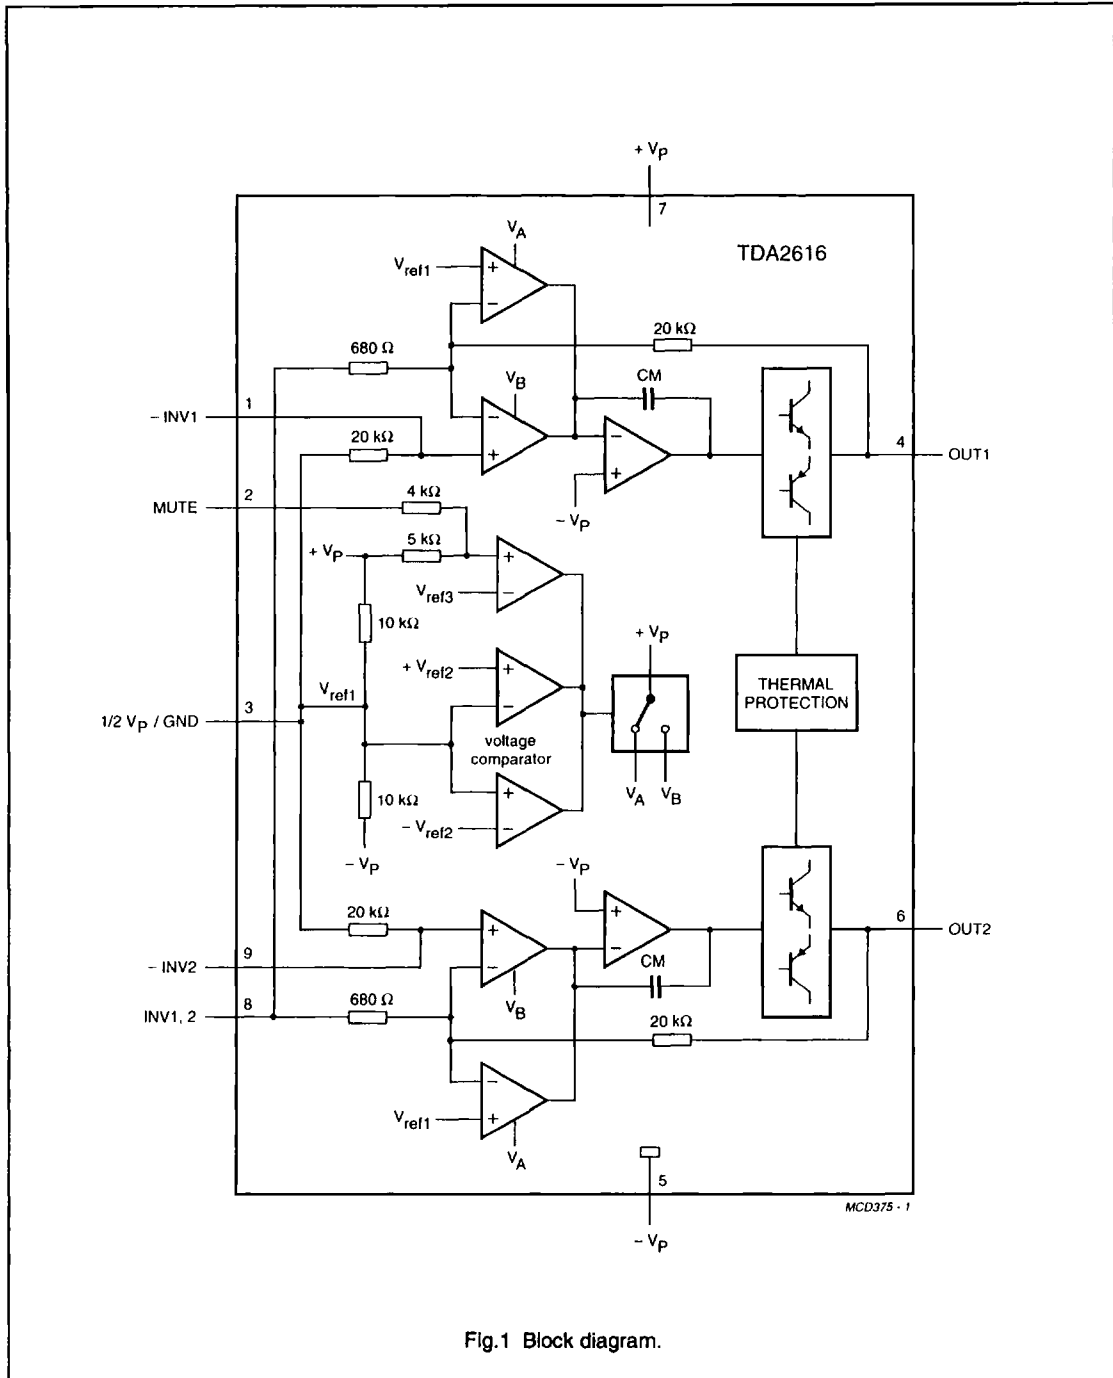 + VP
7
TDA2616
VA
Vref1
+
−
20 kΩ
680 Ω
CM
VB
− INV1
1
−
+
20 kΩ
−
+
4
OUT1
− VP
MUTE
2
4 kΩ
+ VP
5 kΩ
+
−
Vref3
10 kΩ
+ VP
+ Vref2
+
−
THERMAL
PROTECTION
Vref1
1/2 VP / GND
3
voltage
comparator
VA
VB
10 kΩ
+
−
− Vref2
− VP
− VP
20 kΩ
+
−
+
−
6
OUT2
− INV2
9
CM
VB
INV1, 2
8
680 Ω
20 kΩ
−
+
Vref1
VA
5
MCD375 - 1
− VP
Fig.1 Block diagram.